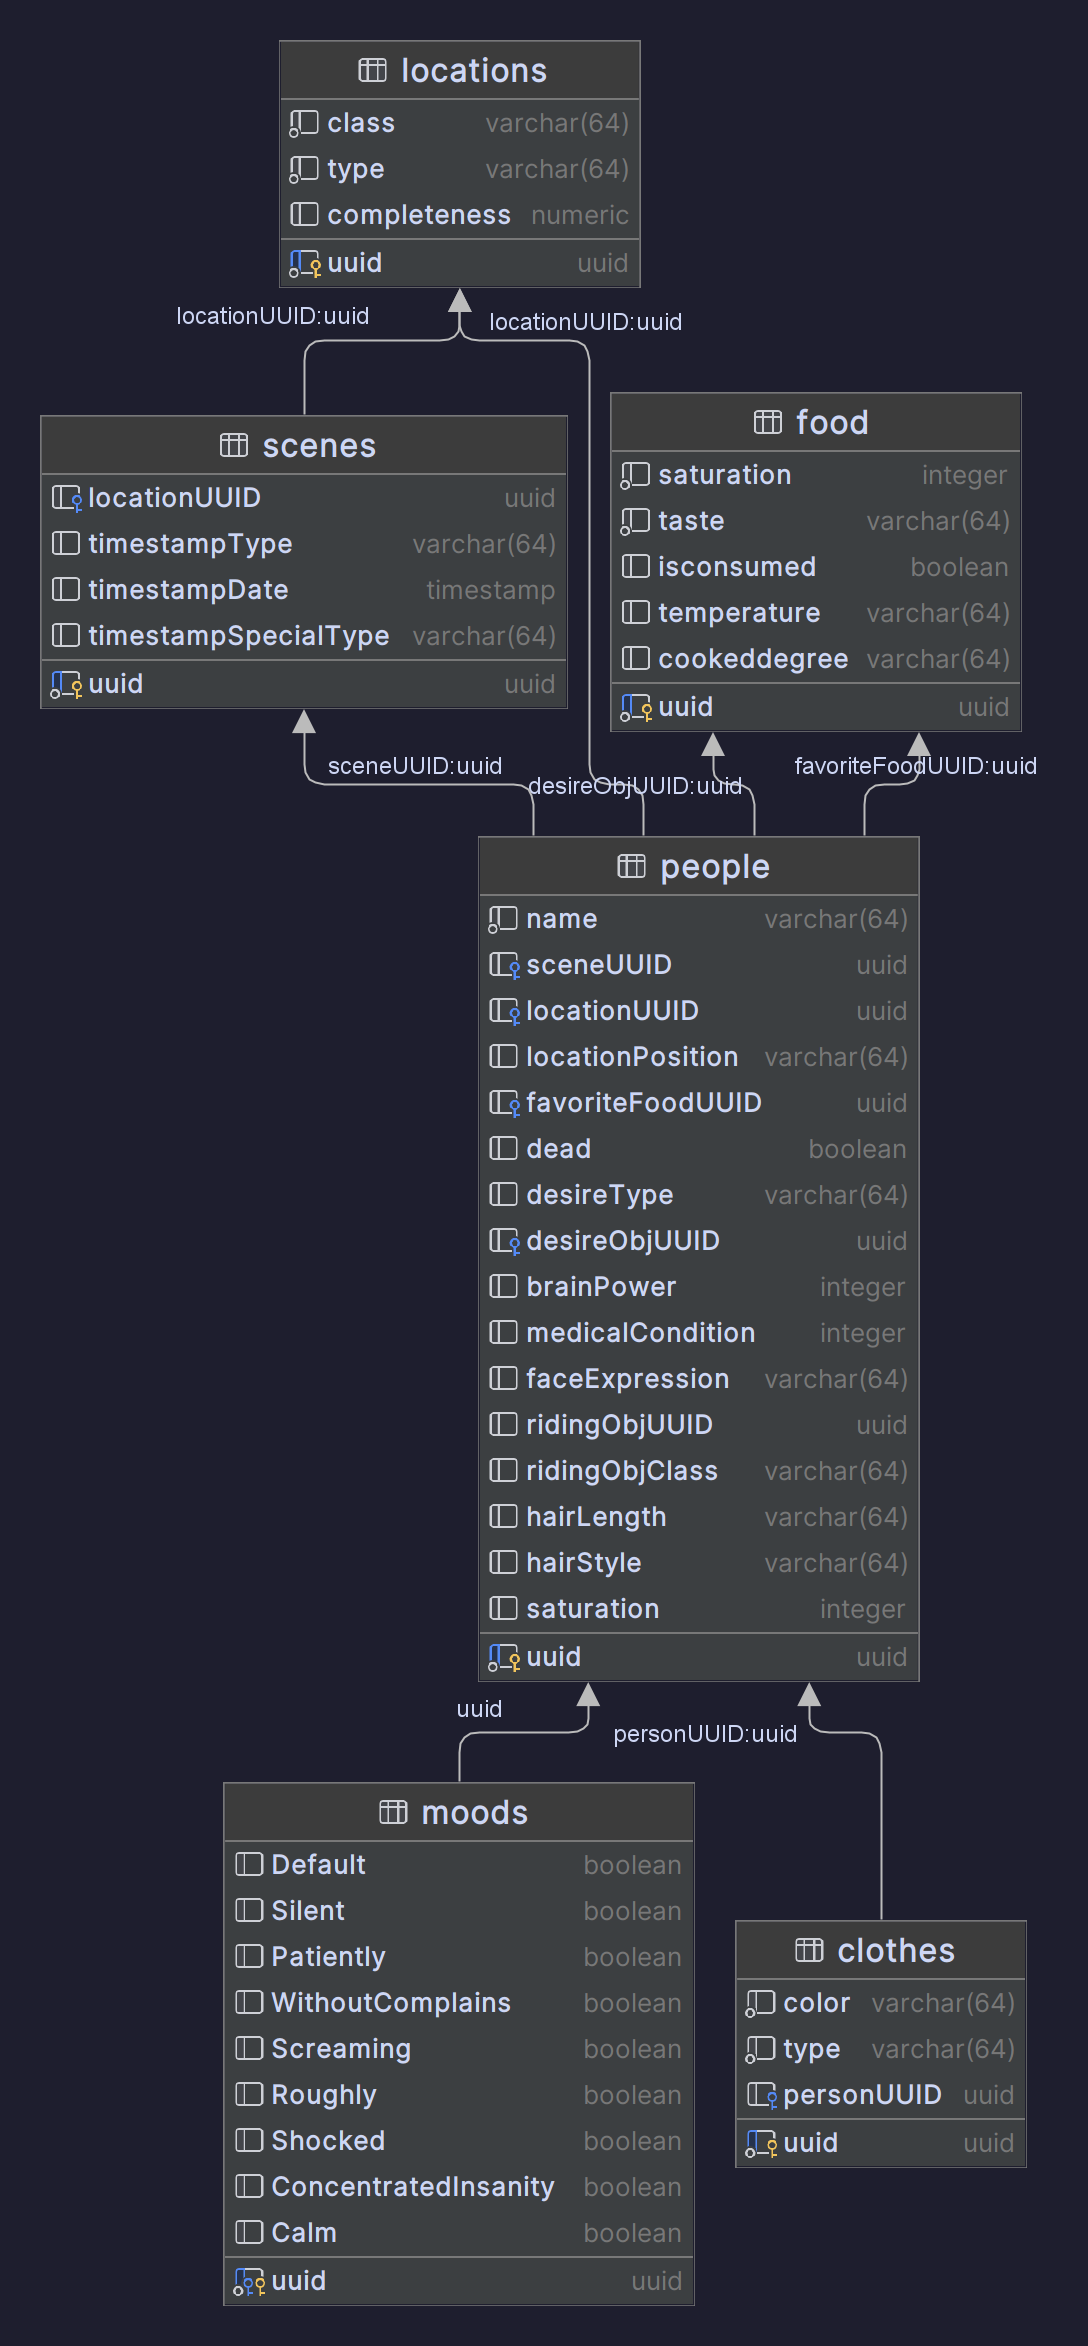 locations
class varchar(64)
type varchar(64)
completeness numeric
uuid uuid
locationUUID:uuid
locationUUID:uuid
scenes
locationUUID uuid
timestampType varchar(64)
timestampDate timestamp
timestampSpecialType varchar(64)
uuid uuid
food
saturation integer
taste varchar(64)
isconsumed boolean
temperature varchar(64)
cookeddegree varchar(64)
uuid uuid
sceneUUID:uuid
desireObjUUID:uuid
favoriteFoodUUID:uuid
people
name varchar(64)
sceneUUID uuid
locationUUID uuid
locationPosition varchar(64)
favoriteFoodUUID uuid
dead boolean
desireType varchar(64)
desireObjUUID uuid
brainPower integer
medicalCondition integer
faceExpression varchar(64)
ridingObjUUID uuid
ridingObjClass varchar(64)
hairLength varchar(64)
hairStyle varchar(64)
saturation integer
uuid uuid
uuid
personUUID:uuid
moods
Default boolean
Silent boolean
Patiently boolean
WithoutComplains boolean
Screaming boolean
Roughly boolean
Shocked boolean
ConcentratedInsanity boolean
Calm boolean
uuid uuid
clothes
color varchar(64)
type varchar(64)
personUUID uuid
uuid uuid